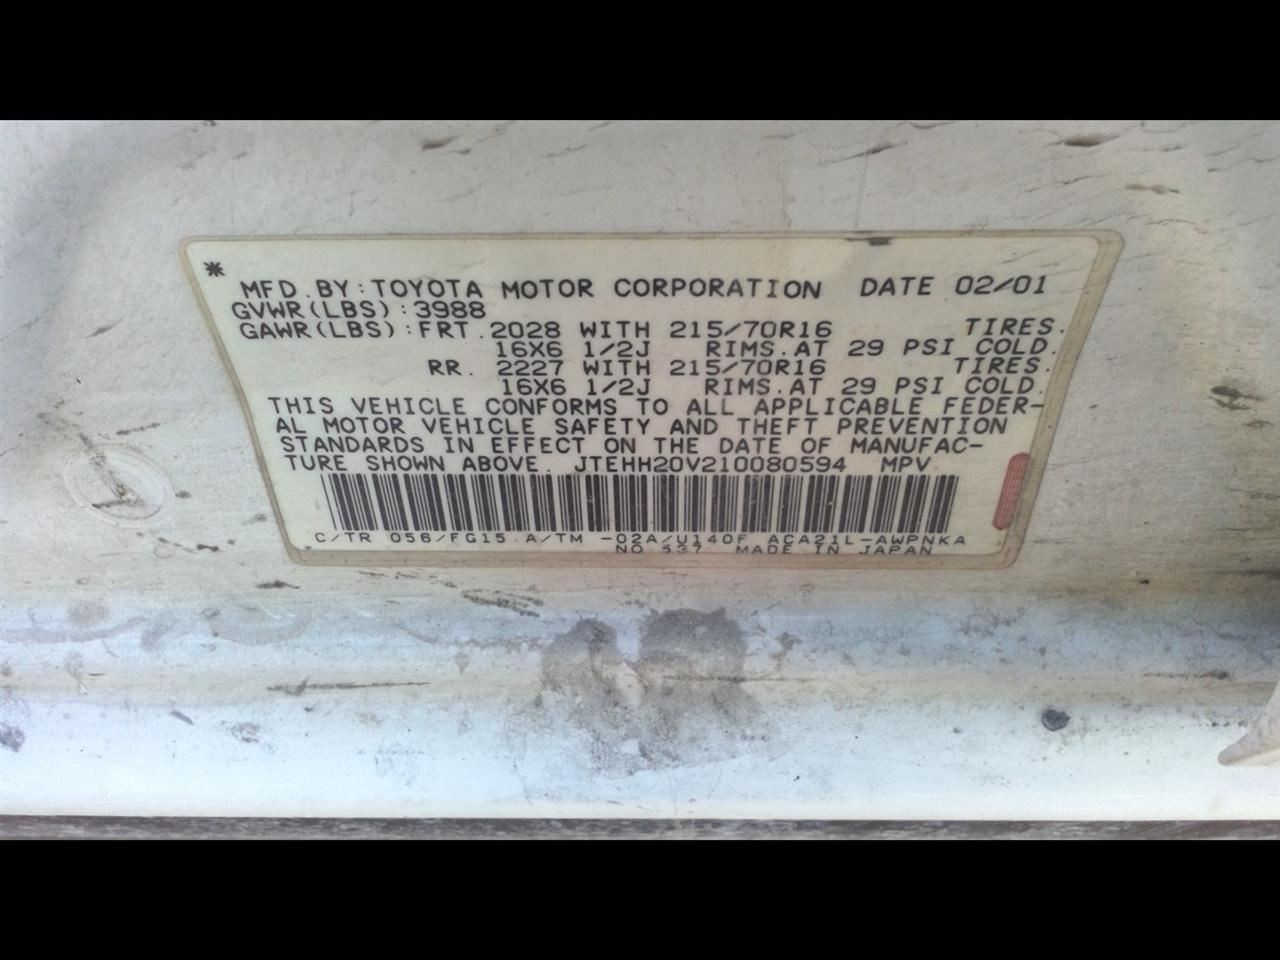 MFD. BY: TOYOTA MOTOR CORPORATION DATE 02/01
GVWR(LBS): 3988
GAWR(LBS): FRT. 2028 WITH 215/70R16 TIRES.
16X6 1/2J RIMS. AT 29 PSI COLD.
RR. 2227 WITH 215/70R16 TIRES.
16X6 1/2J RIMS. AT 29 PSI COLD.
THIS VEHICLE CONFORMS TO ALL APPLICABLE FEDER-
AL MOTOR VEHICLE SAFETY AND THEFT PREVENTION
STANDARDS IN EFFECT ON THE DATE OF MANUFAC-
TURE SHOWN ABOVE. JTEHH20V210080594 MPV
C/TR 056/FG15 A/TM -02A/U140F ACA21L-AWPNKA
NO 537 MADE IN JAPAN